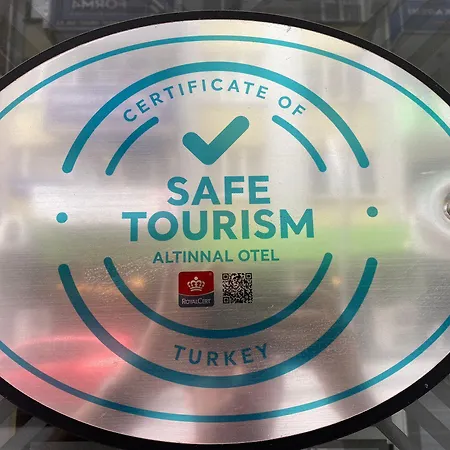 CERTIFICATE OF
SAFE
TOURISM
ALTINNAL OTEL
ROYALCERT
TURKEY